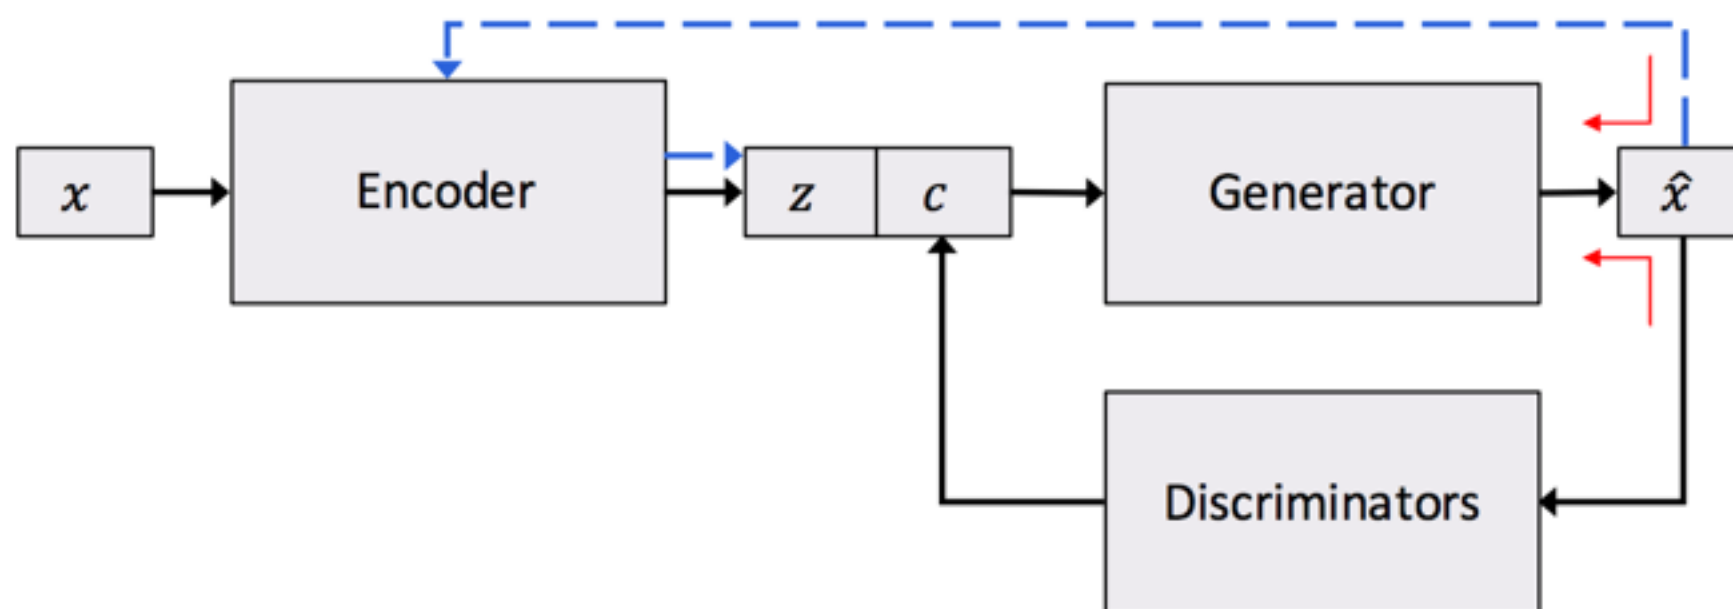 x
Encoder
z
c
Generator
x̂
Discriminators